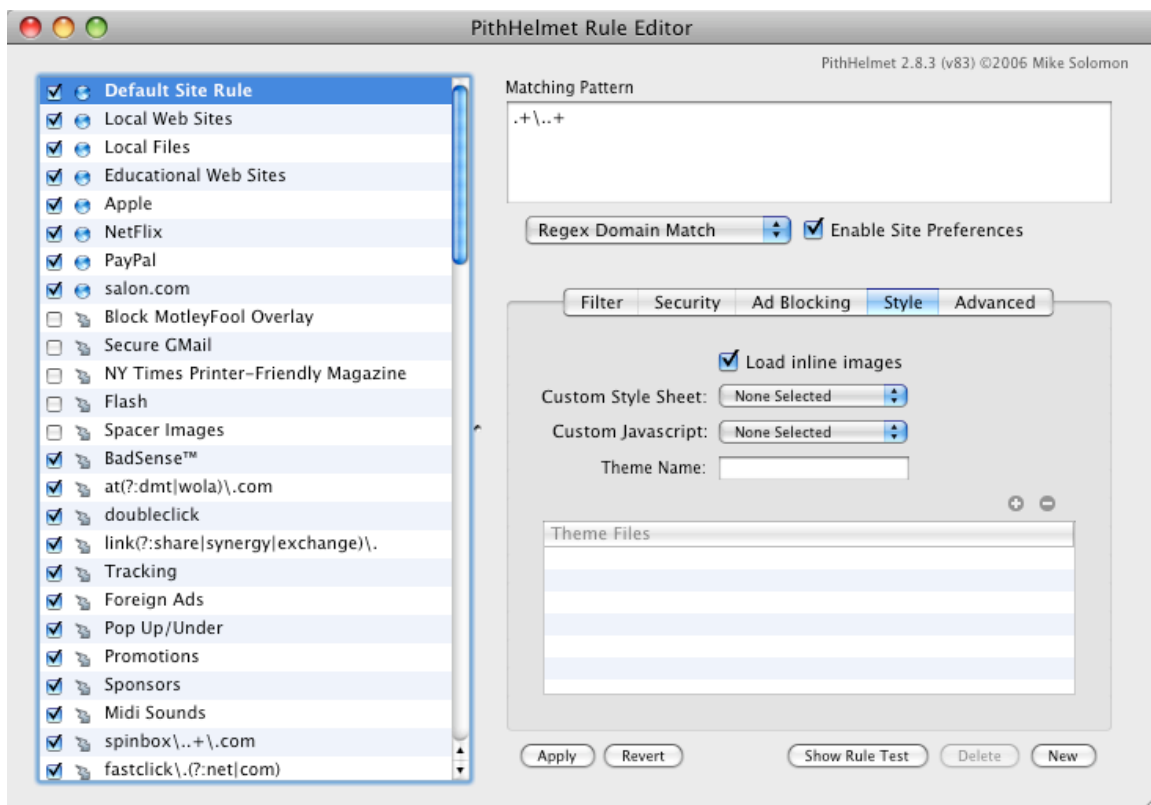 PithHelmet Rule Editor
PithHelmet 2.8.3 (v83) ©2006 Mike Solomon
Default Site Rule
Local Web Sites
Local Files
Educational Web Sites
Apple
NetFlix
PayPal
salon.com
Block MotleyFool Overlay
Secure GMail
NY Times Printer-Friendly Magazine
Flash
Spacer Images
BadSense™
at(?:dmt|wola)\.com
doubleclick
link(?:share|synergy|exchange)\.
Tracking
Foreign Ads
Pop Up/Under
Promotions
Sponsors
Midi Sounds
spinbox\..+\.com
fastclick\.(?:net|com)
Matching Pattern
.+\..+
Regex Domain Match Enable Site Preferences
Filter Security Ad Blocking Style Advanced
Load inline images
Custom Style Sheet: None Selected
Custom Javascript: None Selected
Theme Name:
Theme Files
Apply Revert Show Rule Test Delete New